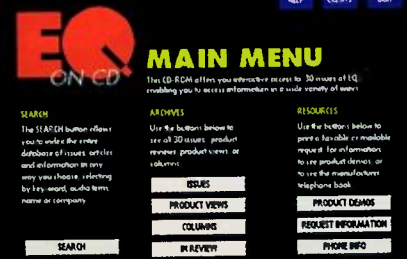 HELP CREDITS QUIT
EQ
ON CD
MAIN MENU
This CD-ROM offers you interactive access to 30 issues of EQ
enabling you to access information in a wide variety of ways
SEARCH
The SEARCH button allows
you to index the entire
database of issues, articles
and information in any
way you choose, selecting
by key-word, audio term,
name or company
SEARCH
ARCHIVES
Use the buttons below to
see all 30 issues, product
reviews, product views, or
columns
ISSUES
PRODUCT VIEWS
COLUMNS
IN REVIEW
RESOURCES
Use the buttons below to
print a faxable or mailable
request for information,
to see product demos, or
to see the manufacturer
telephone book
PRODUCT DEMOS
REQUEST INFORMATION
PHONE INFO